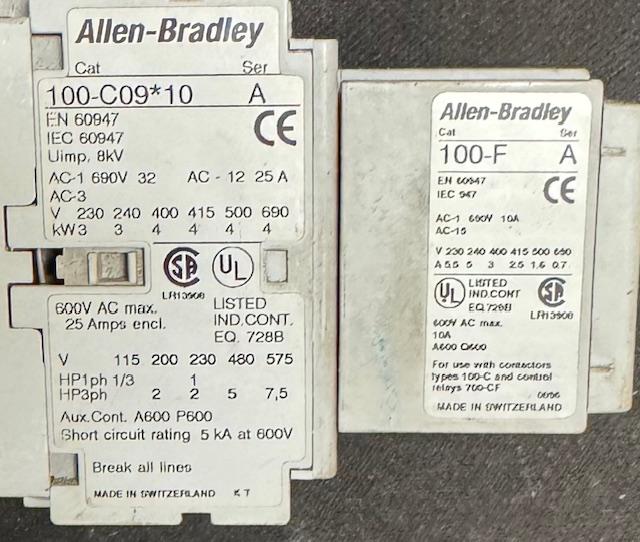 Allen-Bradley
Cat Ser
100-C09*10 A
EN 60947
IEC 60947
Uimp. 8kV
CE
AC-1 690V 32 AC - 12 25 A
AC-3
V 230 240 400 415 500 690
kW 3 3 4 4 4 4
SA
LR13908
UL
600V AC max.
25 Amps encl.
LISTED
IND.CONT.
EQ. 728B
V 115 200 230 480 575
HP1ph 1/3 1
HP3ph 2 2 5 7,5
Aux.Cont. A600 P600
Short circuit rating 5 kA at 600V
Break all lines
MADE IN SWITZERLAND K7
Allen-Bradley
Cat Ser
100-F A
EN 60947
IEC 947
CE
AC-1 690V 10A
AC-15
V 230 240 400 415 500 690
A 5.5 5 3 2.5 1.6 0.7
UL
LISTED
IND.CONT
EQ 728B
SA
LR13908
600V AC max.
10A
A600 Q600
For use with contactors
types 100-C and control
relays 700-CF
MADE IN SWITZERLAND